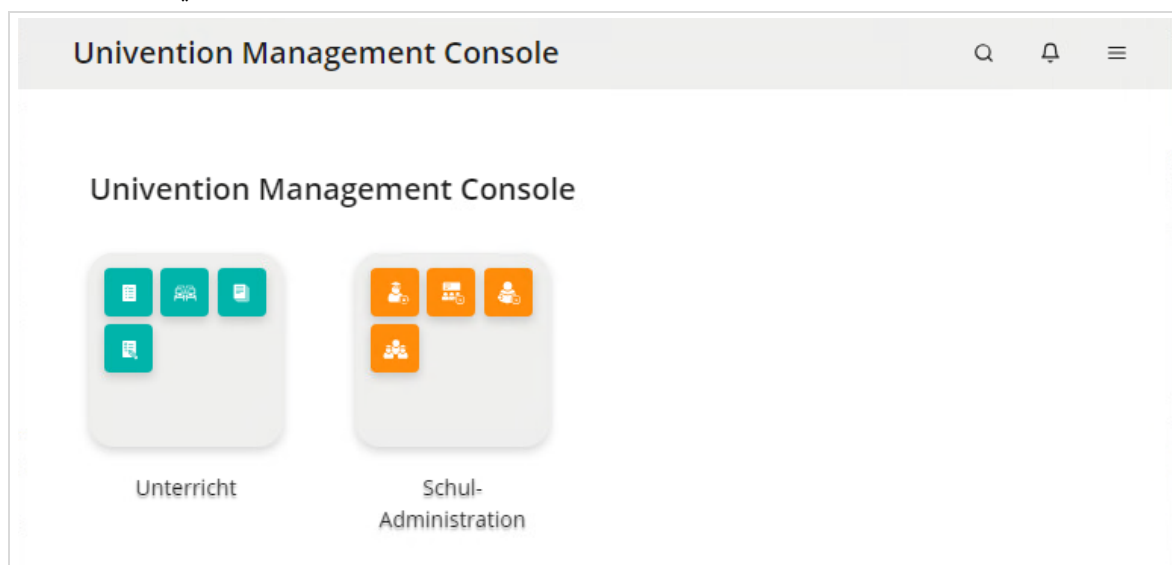 Univention Management Console
Univention Management Console
Unterricht
Schul-
Administration